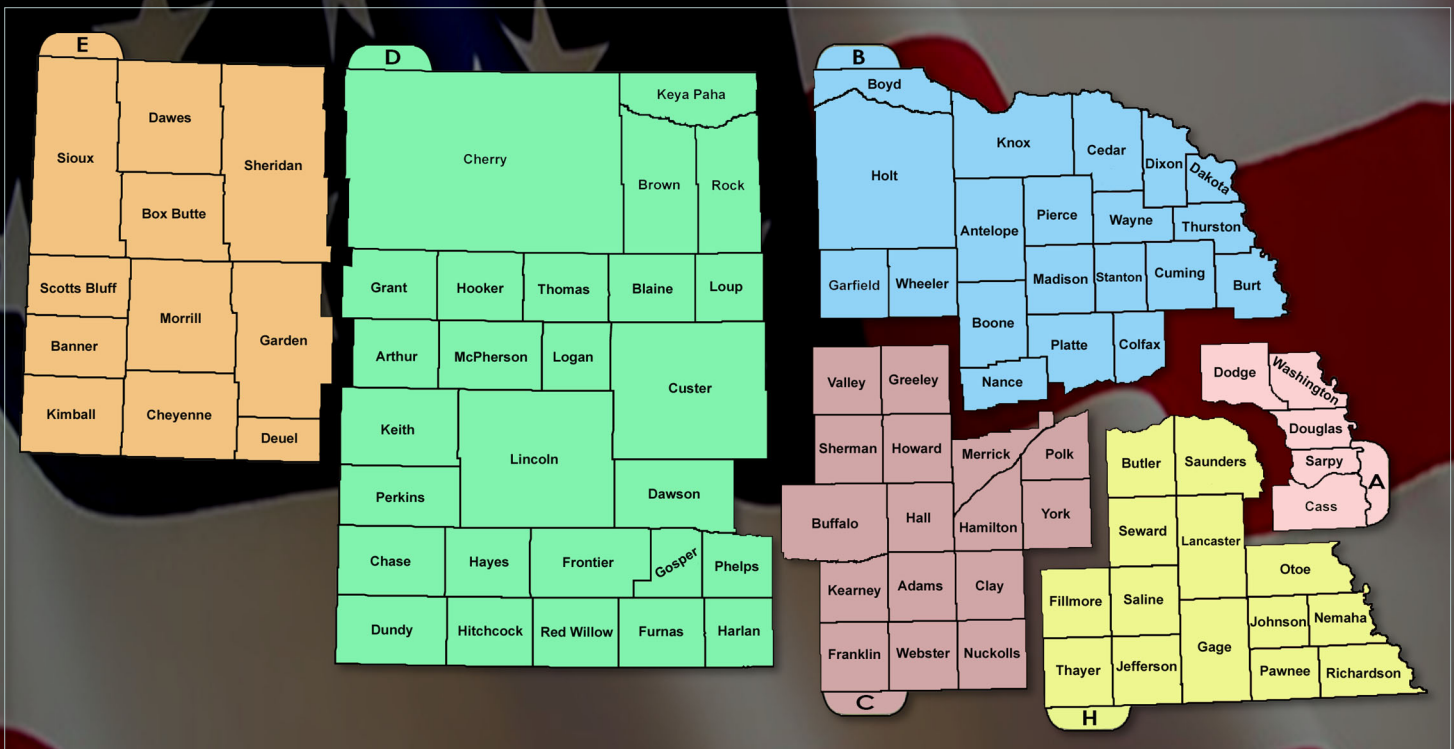 E
Sioux
Dawes
Sheridan
Box Butte
Scotts Bluff
Morrill
Garden
Banner
Kimball
Cheyenne
Deuel
D
Keya Paha
Cherry
Brown
Rock
Grant
Hooker
Thomas
Blaine
Loup
Arthur
McPherson
Logan
Custer
Keith
Lincoln
Perkins
Dawson
Chase
Hayes
Frontier
Gosper
Phelps
Dundy
Hitchcock
Red Willow
Furnas
Harlan
B
Boyd
Holt
Knox
Cedar
Dixon
Dakota
Antelope
Pierce
Wayne
Thurston
Garfield
Wheeler
Madison
Stanton
Cuming
Burt
Boone
Platte
Colfax
Nance
Valley
Greeley
Sherman
Howard
Merrick
Polk
Buffalo
Hall
Hamilton
York
Kearney
Adams
Clay
Franklin
Webster
Nuckolls
C
Dodge
Washington
Douglas
Sarpy
A
Cass
Butler
Saunders
Seward
Lancaster
Otoe
Fillmore
Saline
Johnson
Nemaha
Gage
Thayer
Jefferson
Pawnee
Richardson
H